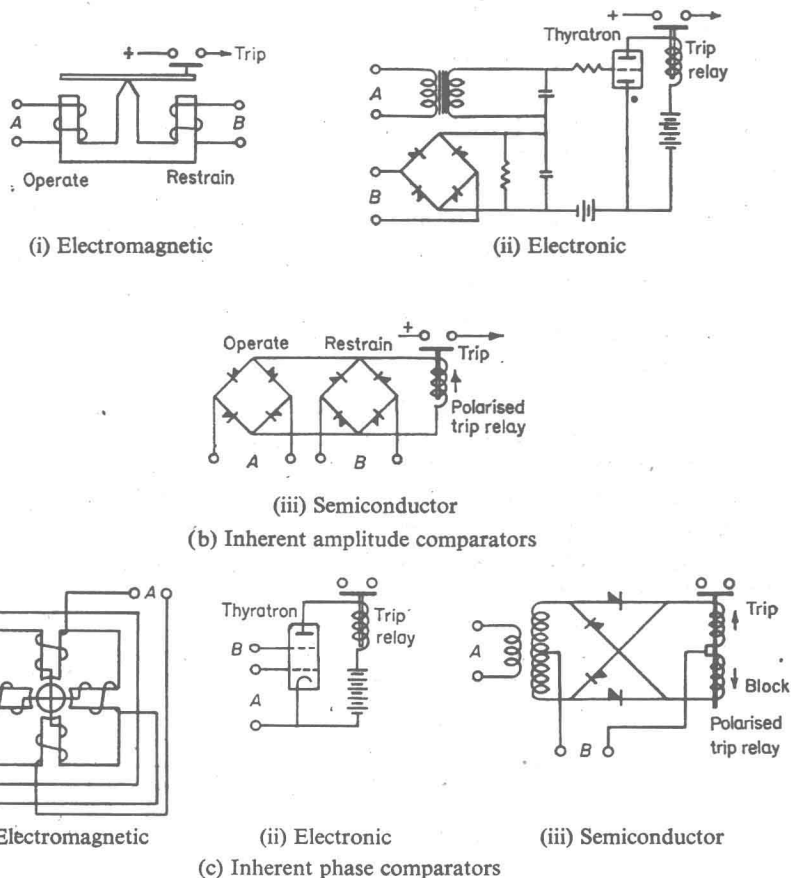 + Trip
A
B
Operate Restrain
(i) Electromagnetic
+
Thyratron
Trip
relay
A
B
(ii) Electronic
Operate Restrain
+
Trip
Polarised
trip relay
A B
(iii) Semiconductor
(b) Inherent amplitude comparators
A
Electromagnetic
Thyratron
Trip
relay
B
A
(ii) Electronic
A
Trip
Block
B
Polarised
trip relay
(iii) Semiconductor
(c) Inherent phase comparators